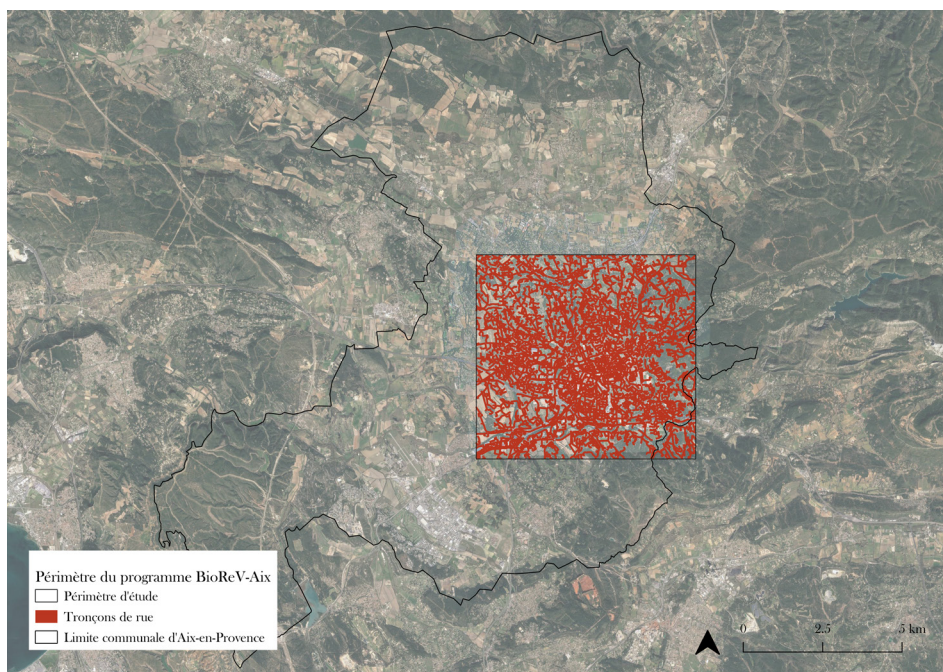 Périmètre du programme BioReV-Aix
Périmètre d'étude
Tronçons de rue
Limite communale d'Aix-en-Provence
0 2.5 5 km